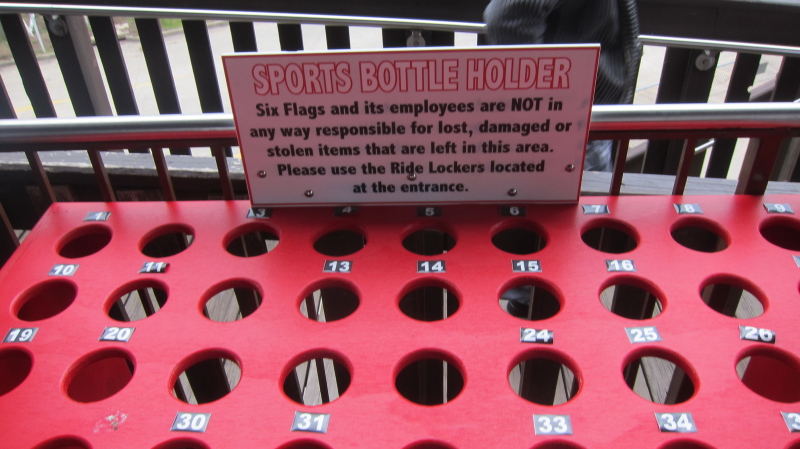 SPORTS BOTTLE HOLDER
Six Flags and its employees are NOT in
any way responsible for lost, damaged or
stolen items that are left in this area.
Please use the Ride Lockers located
at the entrance.
1 3 4 5 6 7 8 9
10 11 13 14 15 16
19 20 24 25 26
30 31 33 34